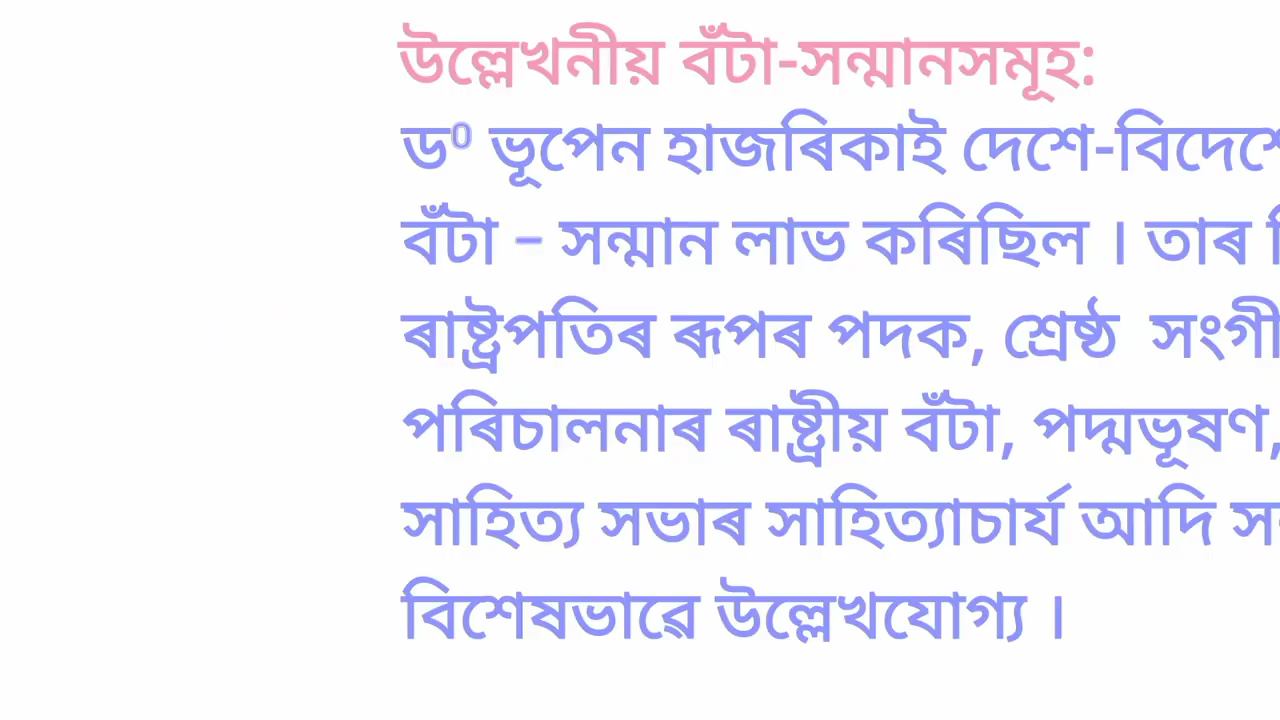 উল্লেখনীয় বঁটা-সন্মানসমূহ:
ড⁰ ভূপেন হাজৰিকাই দেশে-বিদেশে
বঁটা – সন্মান লাভ কৰিছিল । তাৰ
ৰাষ্ট্ৰপতিৰ ৰূপৰ পদক, শ্ৰেষ্ঠ সংগী
পৰিচালনাৰ ৰাষ্ট্ৰীয় বঁটা, পদ্মভূষণ,
সাহিত্য সভাৰ সাহিত্যাচাৰ্য আদি
বিশেষভাৱে উল্লেখযোগ্য ।